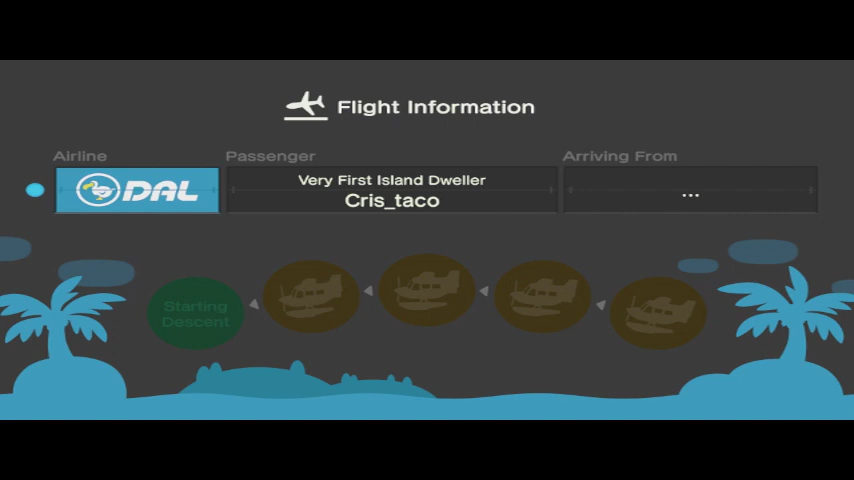 Flight Information
Airline
Passenger
Arriving From
DAL
Very First Island Dweller
Cris_taco
...
Starting
Descent